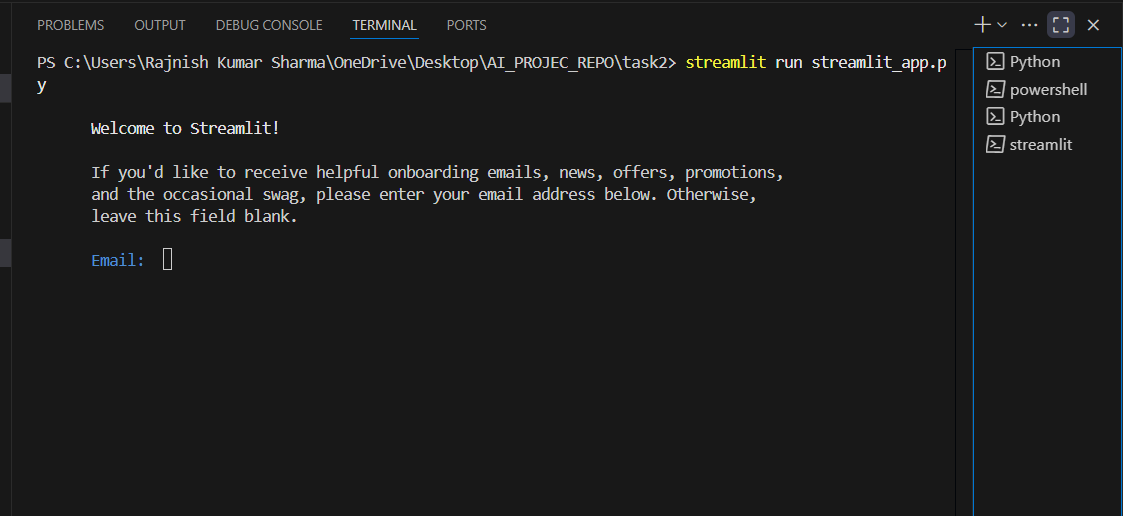 PROBLEMS OUTPUT DEBUG CONSOLE TERMINAL PORTS
PS C:\Users\Rajnish Kumar Sharma\OneDrive\Desktop\AI_PROJEC_REPO\task2> streamlit run streamlit_app.p
y
Welcome to Streamlit!
If you'd like to receive helpful onboarding emails, news, offers, promotions,
and the occasional swag, please enter your email address below. Otherwise,
leave this field blank.
Email:
Python
powershell
Python
streamlit